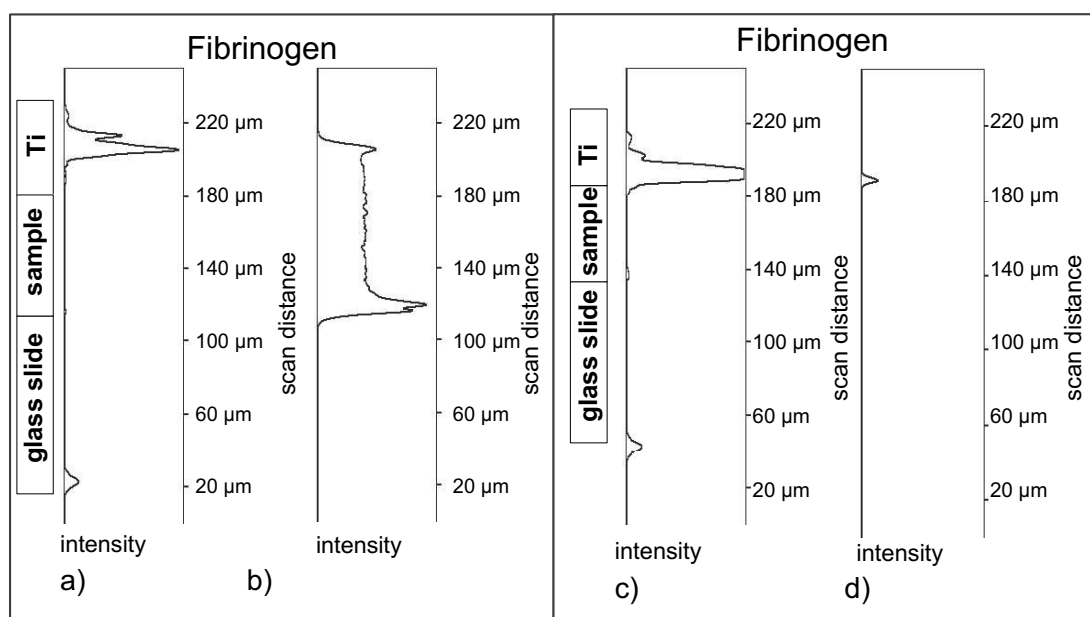 Fibrinogen
Ti
sample
glass slide
220 µm
180 µm
140 µm
100 µm
60 µm
20 µm
scan distance
intensity
a)
220 µm
180 µm
140 µm
100 µm
60 µm
20 µm
scan distance
intensity
b)
Fibrinogen
Ti
sample
glass slide
220 µm
180 µm
140 µm
100 µm
60 µm
20 µm
scan distance
intensity
c)
220 µm
180 µm
140 µm
100 µm
60 µm
20 µm
scan distance
intensity
d)